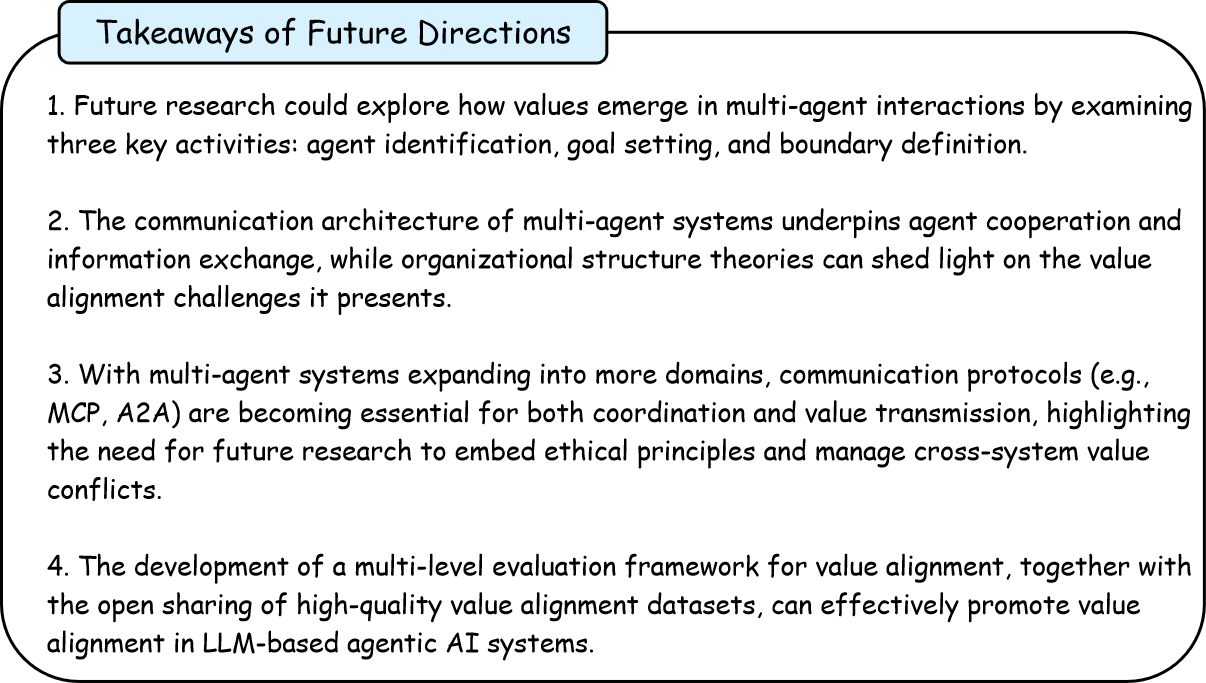 Takeaways of Future Directions
1. Future research could explore how values emerge in multi-agent interactions by examining
three key activities: agent identification, goal setting, and boundary definition.
2. The communication architecture of multi-agent systems underpins agent cooperation and
information exchange, while organizational structure theories can shed light on the value
alignment challenges it presents.
3. With multi-agent systems expanding into more domains, communication protocols (e.g.,
MCP, A2A) are becoming essential for both coordination and value transmission, highlighting
the need for future research to embed ethical principles and manage cross-system value
conflicts.
4. The development of a multi-level evaluation framework for value alignment, together with
the open sharing of high-quality value alignment datasets, can effectively promote value
alignment in LLM-based agentic AI systems.